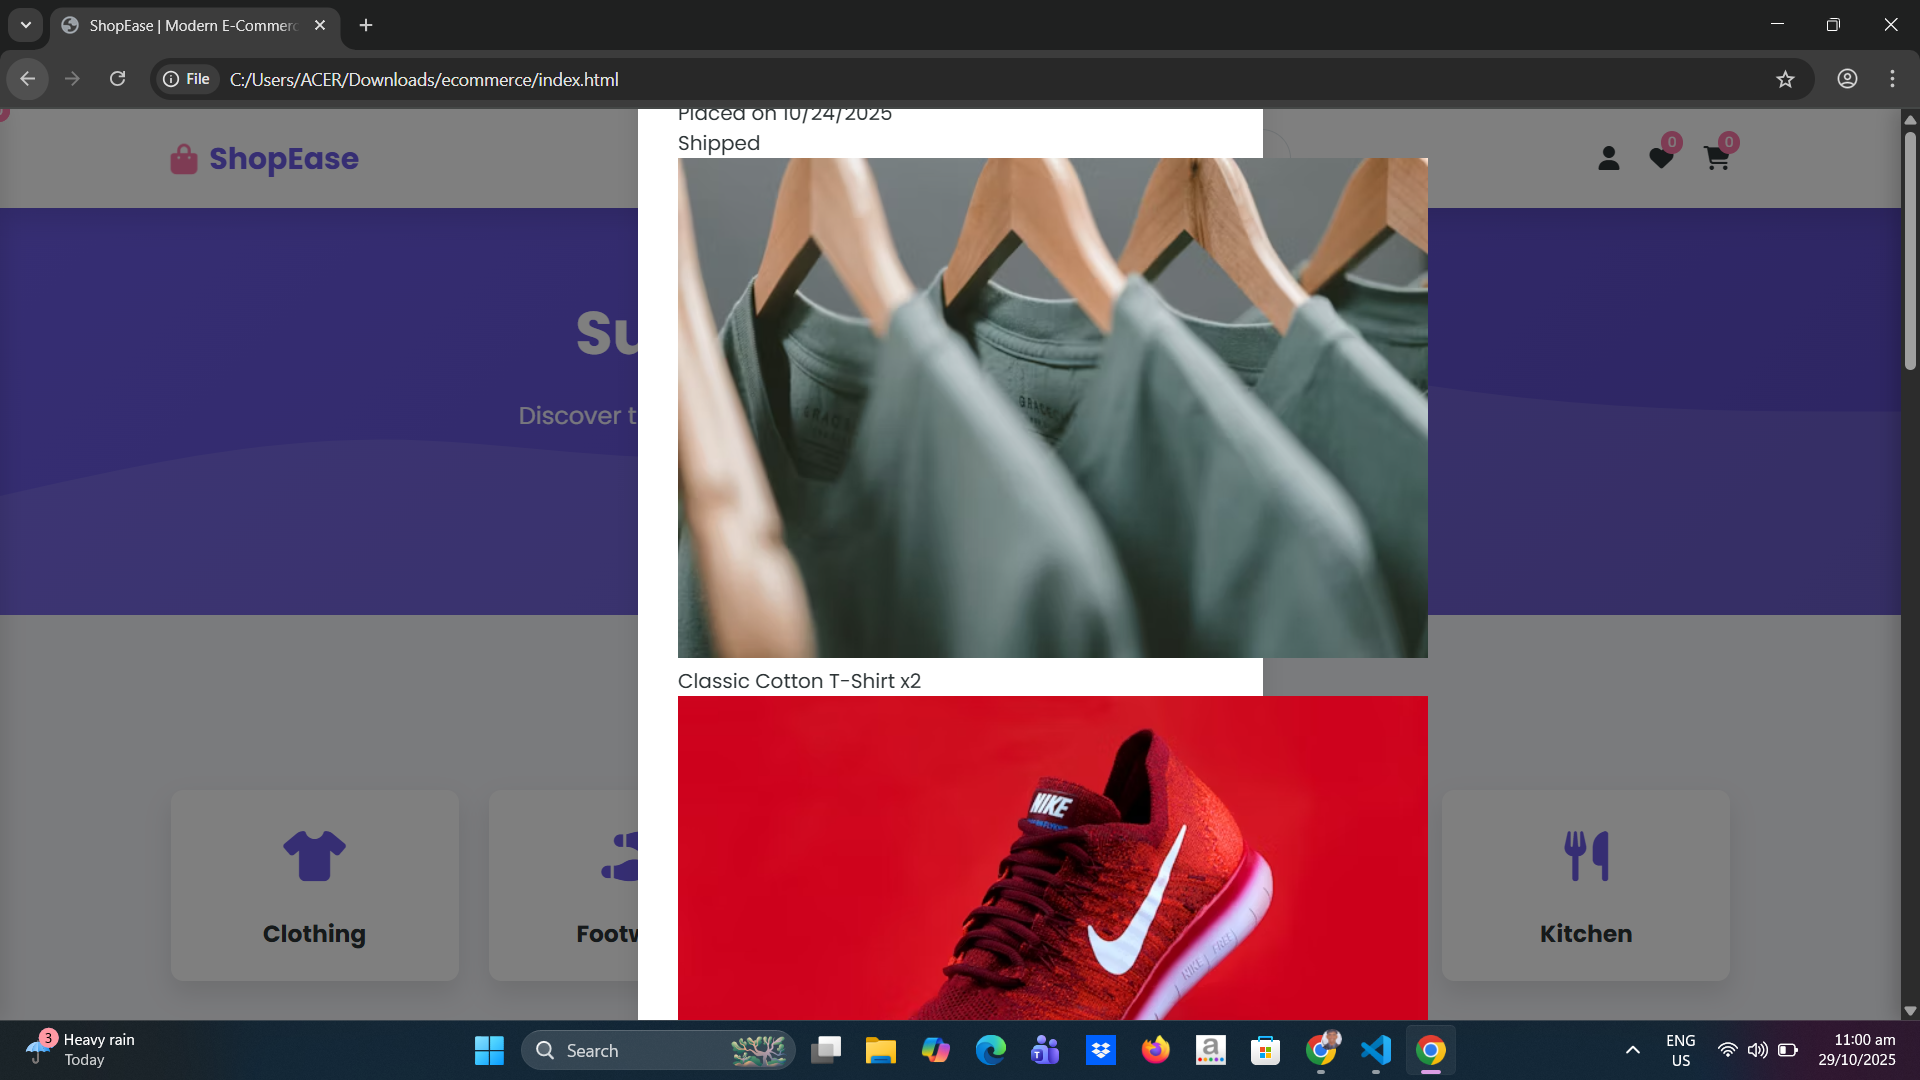 ShopEase | Modern E-Commerc
File
C:/Users/ACER/Downloads/ecommerce/index.html
Placed on 10/24/2025
Shipped
ShopEase
0
0
Su
Discover t
Classic Cotton T-Shirt x2
NIKE
NIKE FREE
Clothing
Footw
Kitchen
3
Heavy rain
Today
Search
T
a
ENG
US
11:00 am
29/10/2025